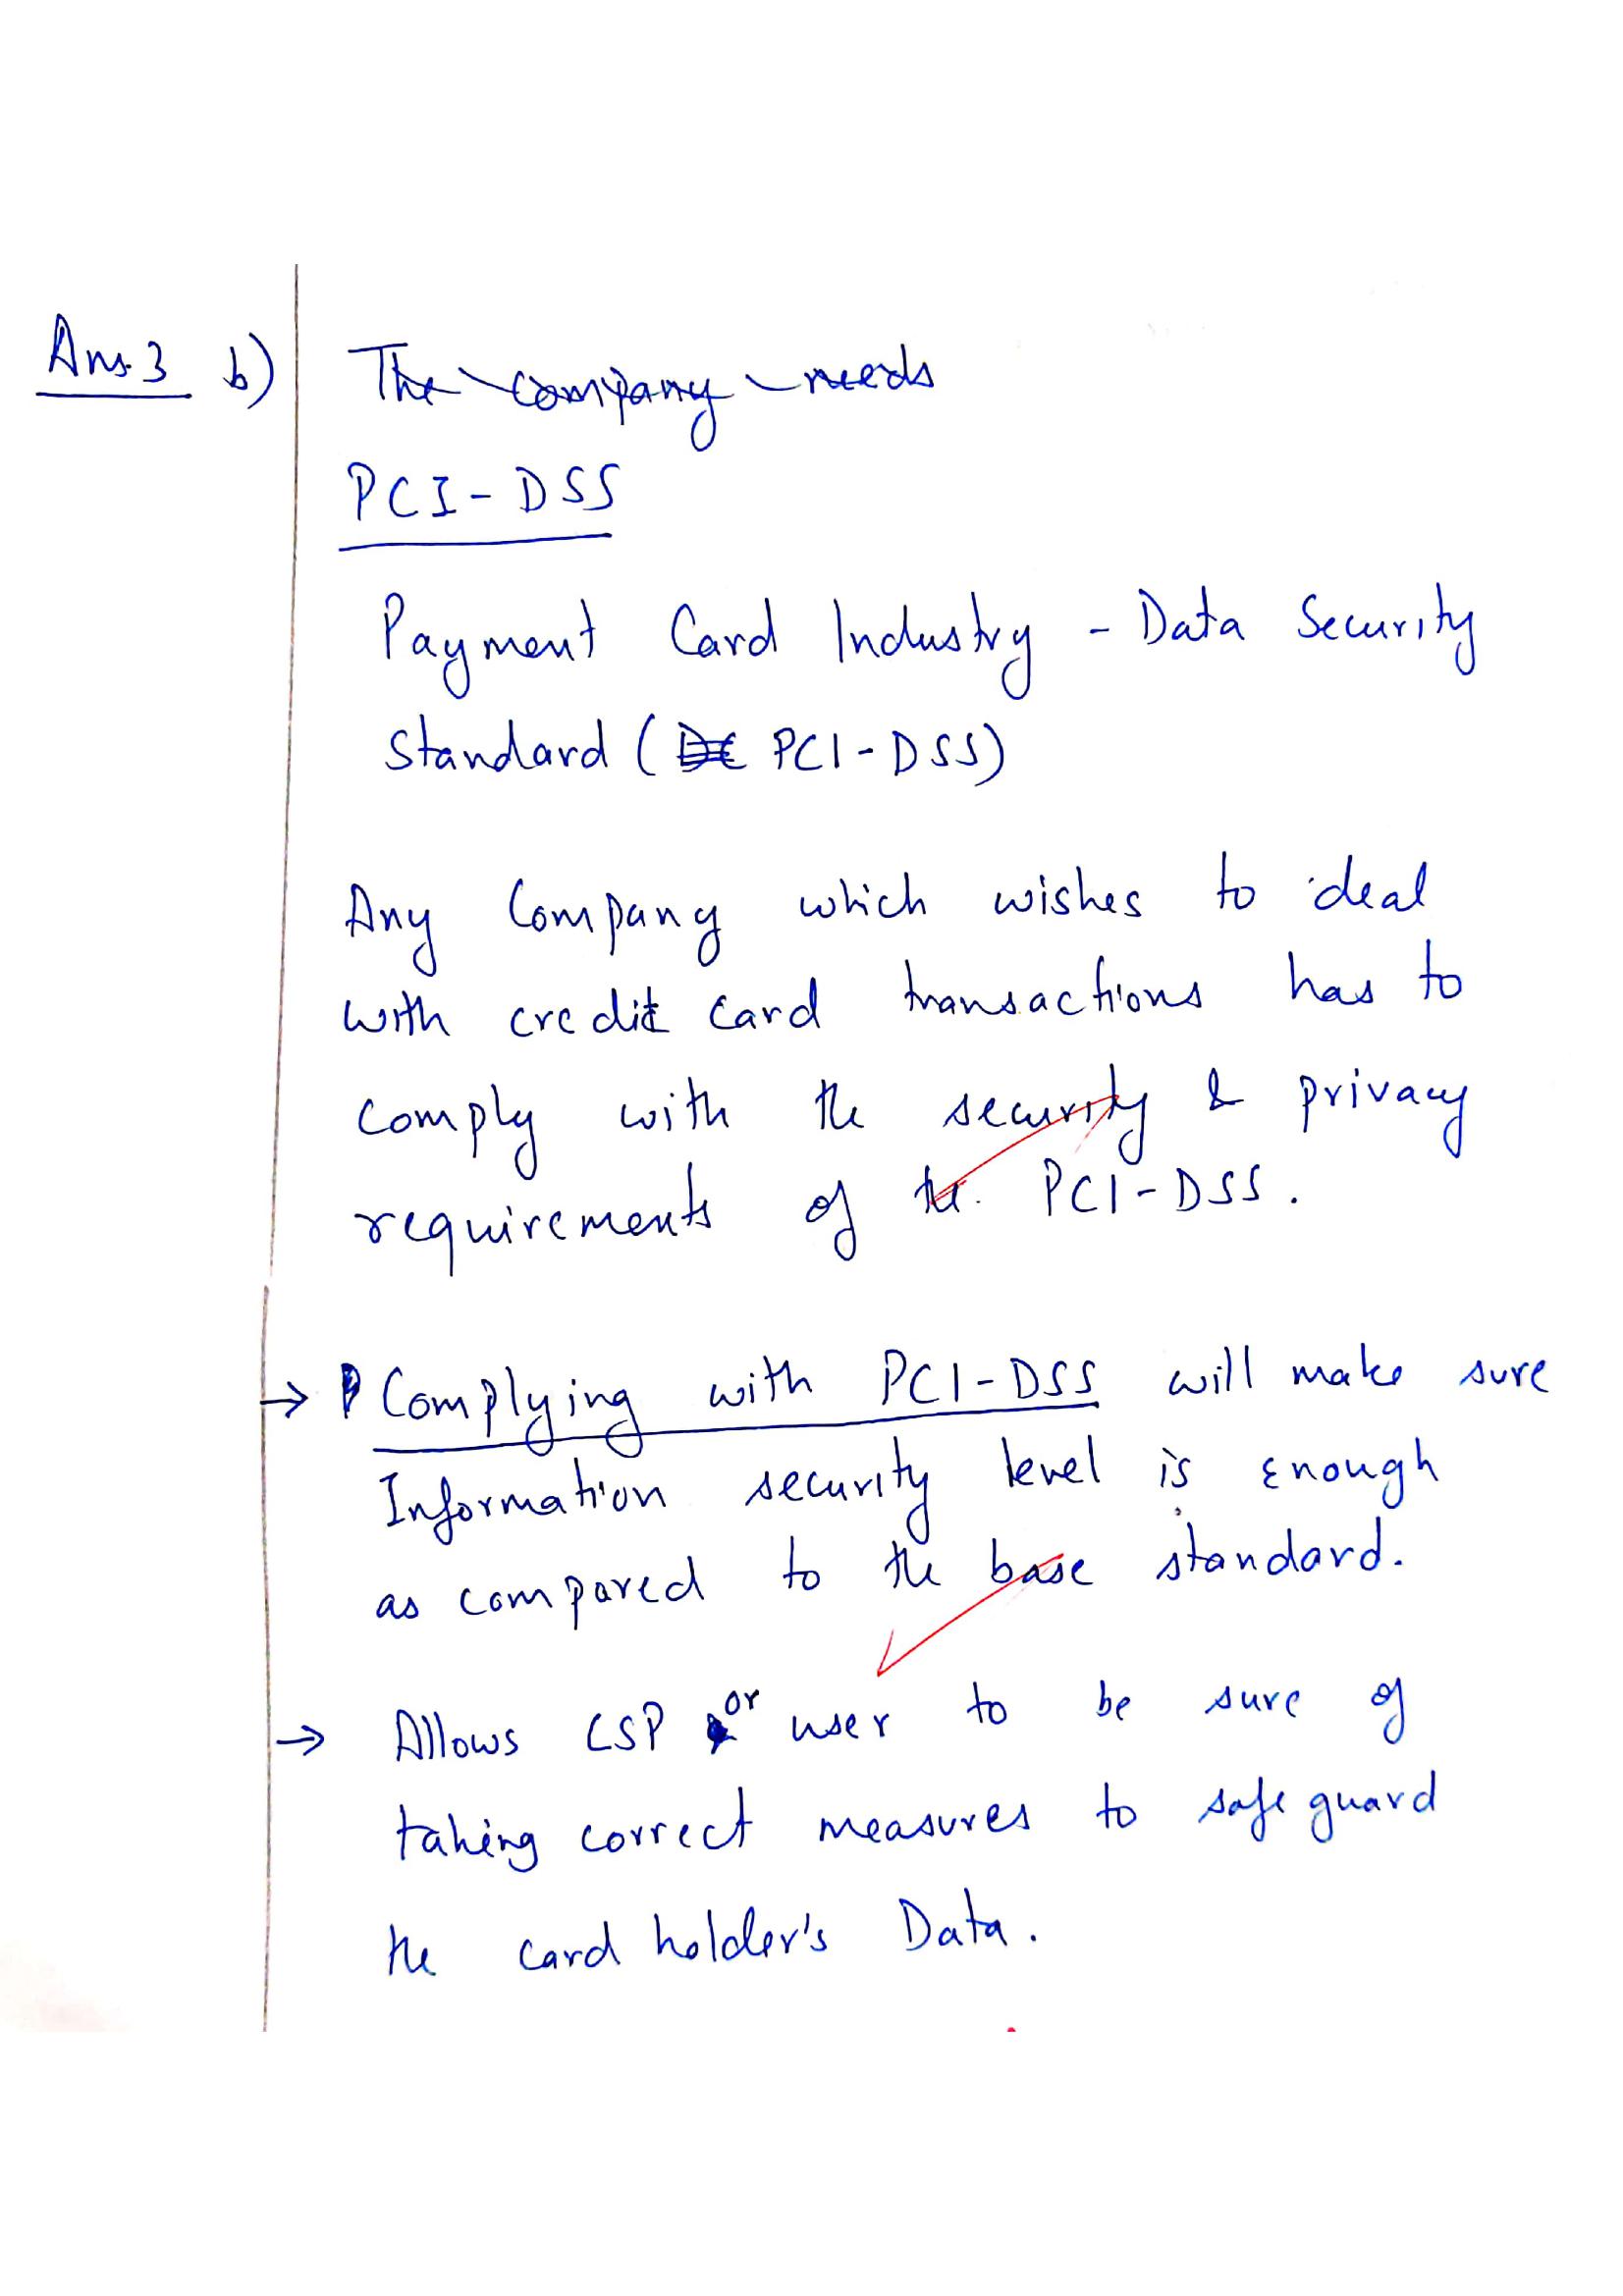 Ans.3 b) The company needs
PCI-DSS
Payment Card Industry - Data Security
Standard ( PCI-DSS)
Any Company which wishes to deal
with credit card transactions has to
comply with the security & privacy
requirements of the PCI-DSS.
→ Complying with PCI-DSS will make sure
Information security level is enough
as compared to the base standard.
→ Allows CSP or user to be sure of
taking correct measures to safe guard
the card holder's Data.